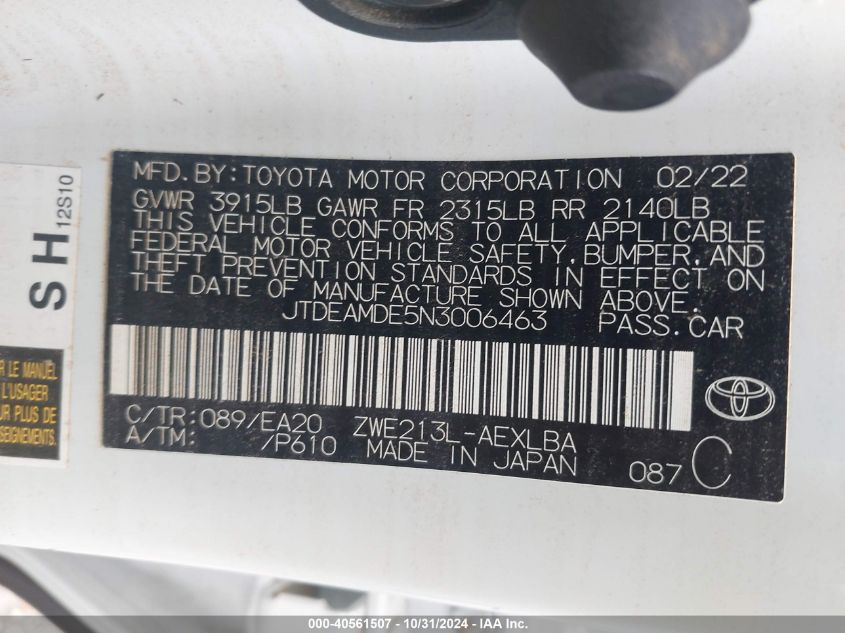 MFD. BY: TOYOTA MOTOR CORPORATION 02/22
GVWR 3915LB GAWR FR 2315LB RR 2140LB
THIS VEHICLE CONFORMS TO ALL APPLICABLE
FEDERAL MOTOR VEHICLE SAFETY, BUMPER, AND
THEFT PREVENTION STANDARDS IN EFFECT ON
THE DATE OF MANUFACTURE SHOWN ABOVE.
JTDEAMDE5N3006463 PASS. CAR
C/TR: 089/EA20 ZWE213L-AEXLBA
A/TM: /P610 MADE IN JAPAN 087 C
S H 12S10
LE MANUEL
L'USAGER
PLUS DE
SEIGNEMENTS.
000-40561507 - 10/31/2024 - IAA Inc.